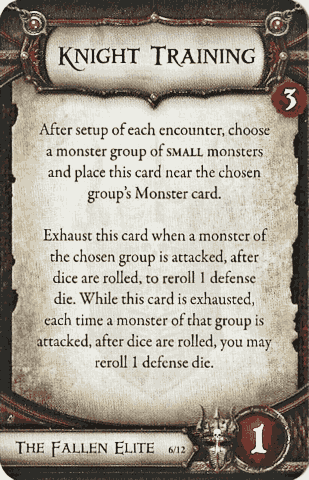 Knight Training
3
After setup of each encounter, choose
a monster group of SMALL monsters
and place this card near the chosen
group's Monster card.
Exhaust this card when a monster of
the chosen group is attacked, after
dice are rolled, to reroll 1 defense
die. While this card is exhausted,
each time a monster of that group is
attacked, after dice are rolled, you may
reroll 1 defense die.
The Fallen Elite 6/12
1